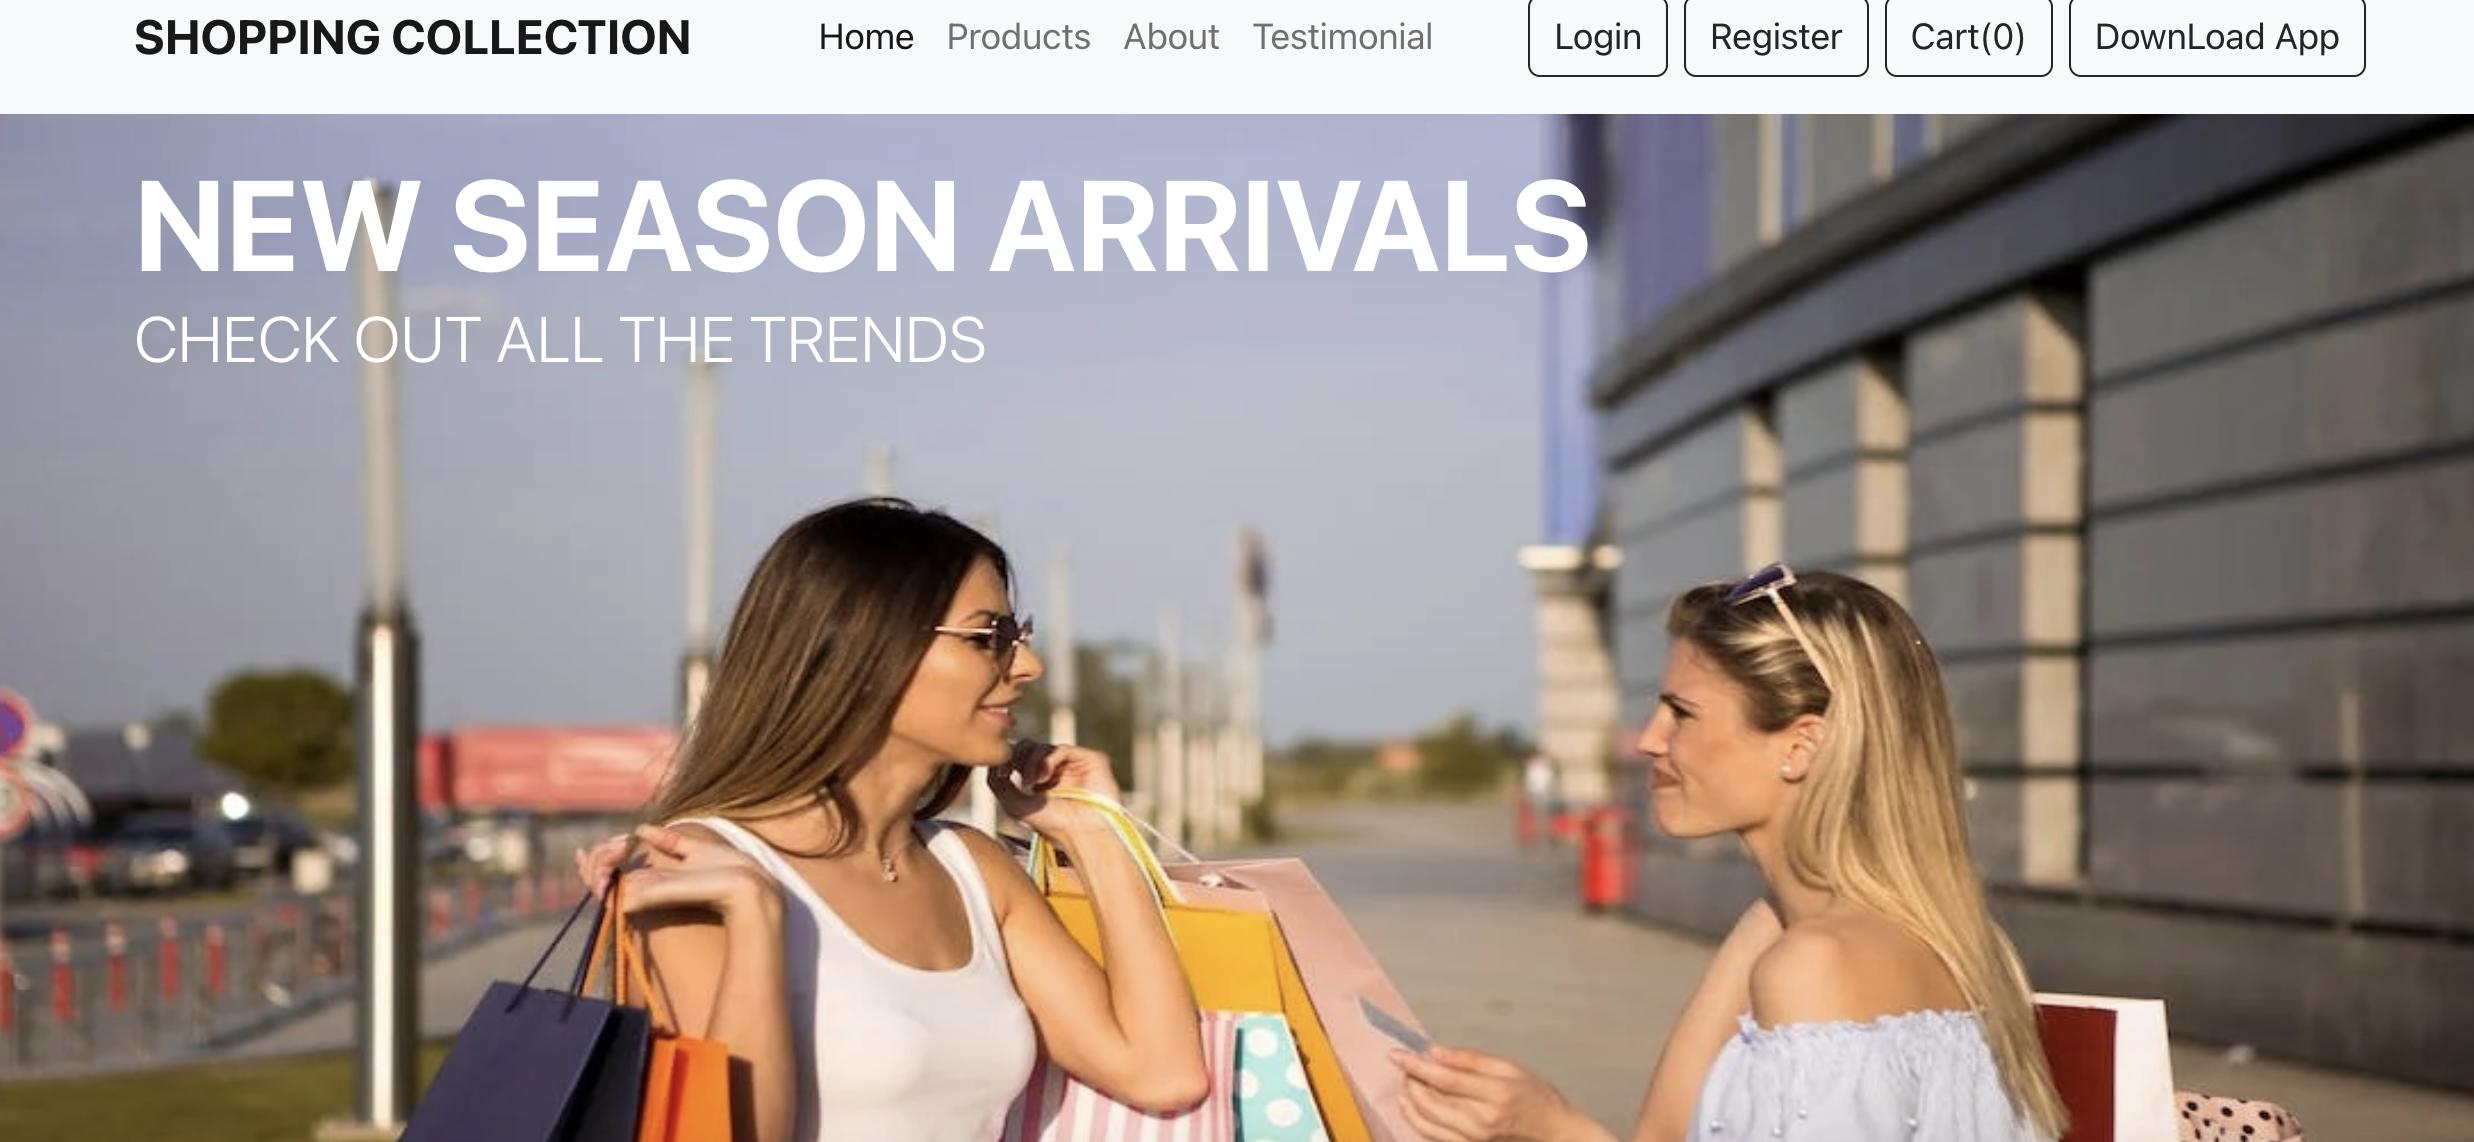 SHOPPING COLLECTION Home Products About Testimonial Login Register Cart(0) DownLoad App
NEW SEASON ARRIVALS
CHECK OUT ALL THE TRENDS